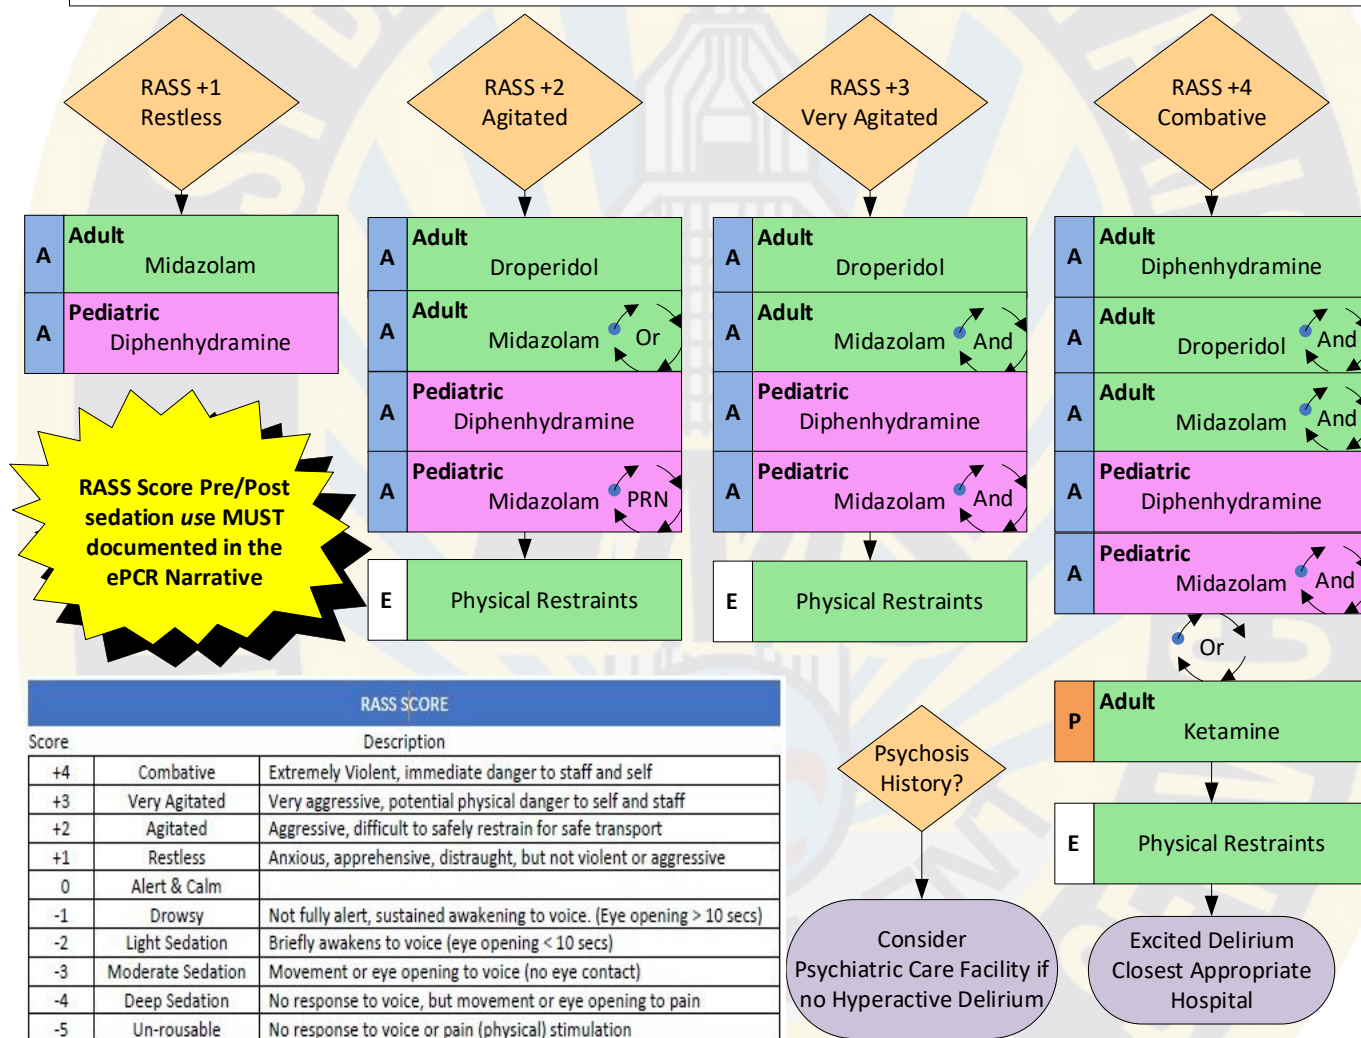 RASS +1
Restless
RASS +2
Agitated
RASS +3
Very Agitated
RASS +4
Combative
A
Adult
Midazolam
A
Pediatric
Diphenhydramine
A
Adult
Droperidol
A
Adult
Midazolam
Or
A
Pediatric
Diphenhydramine
A
Pediatric
Midazolam
PRN
E
Physical Restraints
A
Adult
Droperidol
A
Adult
Midazolam
And
A
Pediatric
Diphenhydramine
A
Pediatric
Midazolam
And
E
Physical Restraints
A
Adult
Diphenhydramine
A
Adult
Droperidol
And
A
Adult
Midazolam
And
A
Pediatric
Diphenhydramine
A
Pediatric
Midazolam
And
Or
P
Adult
Ketamine
E
Physical Restraints
Excited Delirium
Closest Appropriate
Hospital
Psychosis
History?
Consider
Psychiatric Care Facility if
no Hyperactive Delirium
RASS Score Pre/Post
sedation use MUST
documented in the
ePCR Narrative
RASS SCORE
Score Description
+4 Combative Extremely Violent, immediate danger to staff and self
+3 Very Agitated Very aggressive, potential physical danger to self and staff
+2 Agitated Aggressive, difficult to safely restrain for safe transport
+1 Restless Anxious, apprehensive, distraught, but not violent or aggressive
0 Alert & Calm
-1 Drowsy Not fully alert, sustained awakening to voice. (Eye opening > 10 secs)
-2 Light Sedation Briefly awakens to voice (eye opening < 10 secs)
-3 Moderate Sedation Movement or eye opening to voice (no eye contact)
-4 Deep Sedation No response to voice, but movement or eye opening to pain
-5 Un-rousable No response to voice or pain (physical) stimulation